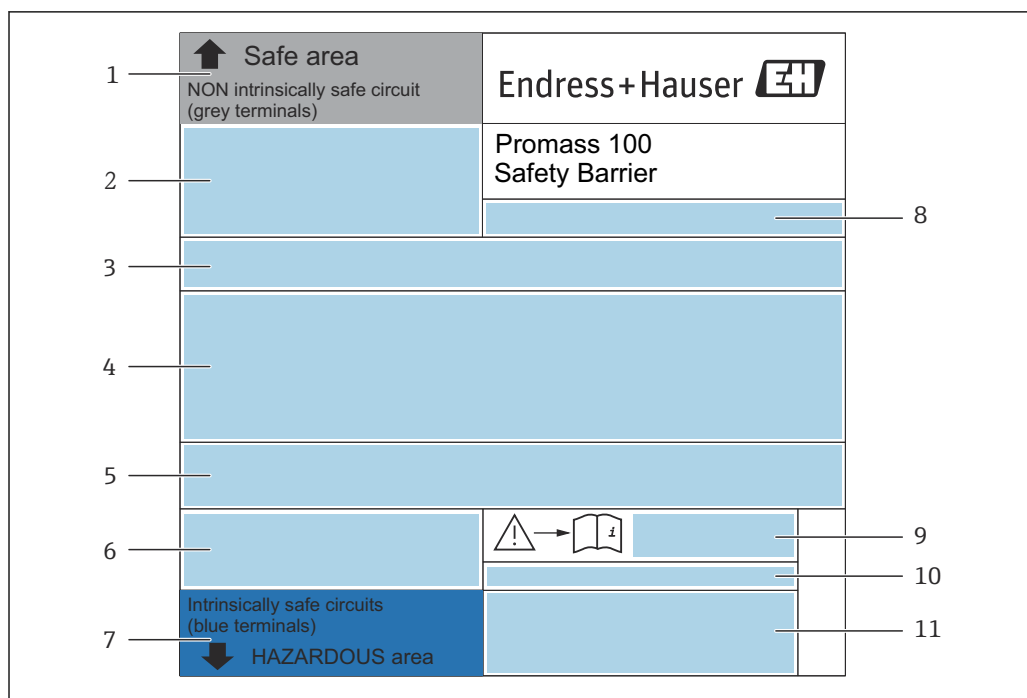 1
Safe area
NON intrinsically safe circuit
(grey terminals)
Endress+Hauser EH
Promass 100
Safety Barrier
2
8
3
4
5
6
i
9
10
Intrinsically safe circuits
(blue terminals)
7
HAZARDOUS area
11